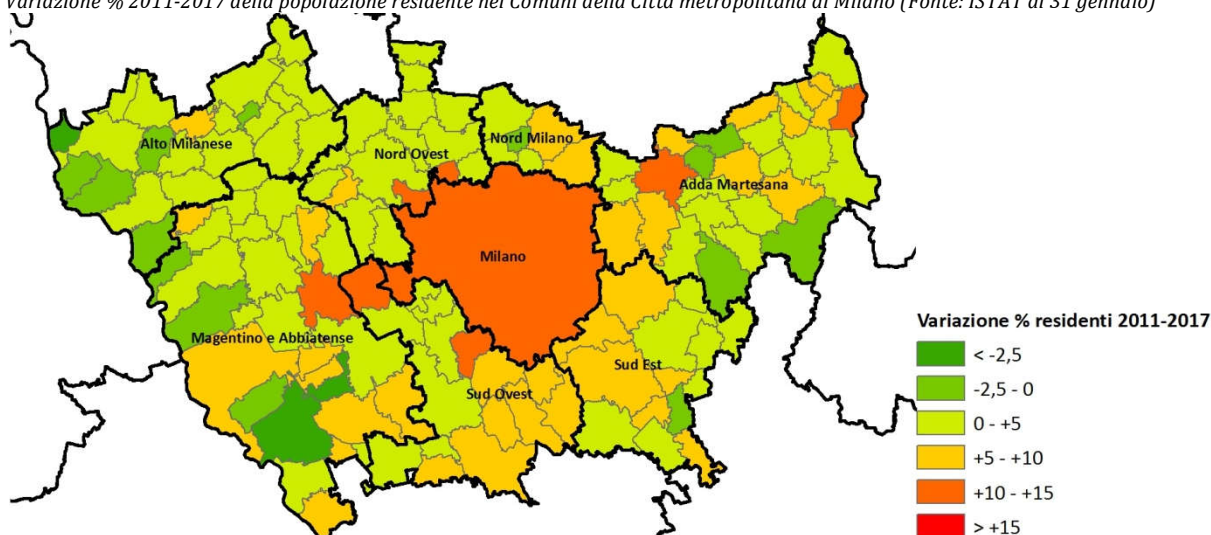 Variazione % 2011-2017 della popolazione residente nei Comuni della Città metropolitana di Milano (Fonte: ISTAT al 31 gennaio)
Alto Milanese
Nord Ovest
Nord Milano
Adda Martesana
Milano
Magentino e Abbiatense
Sud Ovest
Sud Est
Variazione % residenti 2011-2017
< -2,5
-2,5 - 0
0 - +5
+5 - +10
+10 - +15
> +15